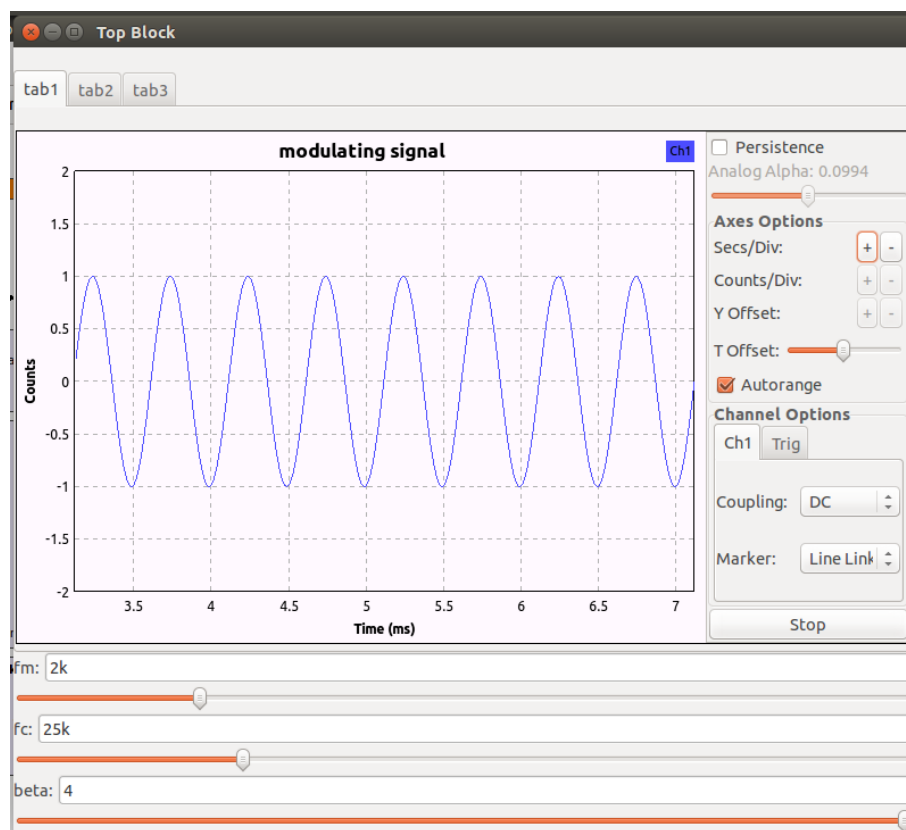 Top Block
tab1 tab2 tab3
modulating signal
Ch1
2
1.5
1
0.5
0
-0.5
-1
-1.5
-2
Counts
3.5 4 4.5 5 5.5 6 6.5 7
Time (ms)
Persistence
Analog Alpha: 0.0994
Axes Options
Secs/Div: + -
Counts/Div: + -
Y Offset: + -
T Offset:
Autorange
Channel Options
Ch1 Trig
Coupling: DC
Marker: Line Link
Stop
fm: 2k
fc: 25k
beta: 4